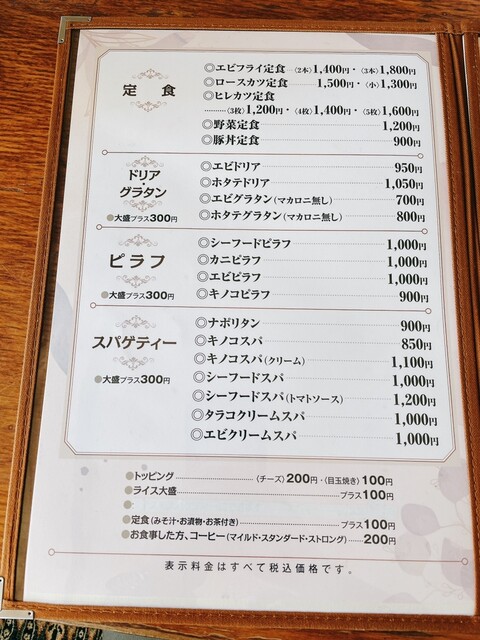 定食
◎エビフライ定食 〈2本〉1,400円・〈3本〉1,800円
◎ロースカツ定食 1,500円・〈小〉1,300円
◎ヒレカツ定食
〈3枚〉1,200円・〈4枚〉1,400円・〈5枚〉1,600円
◎野菜定食 1,200円
◎豚丼定食 900円
ドリア・グラタン
●大盛プラス300円
◎エビドリア 950円
◎ホタテドリア 1,050円
◎エビグラタン(マカロニ無し) 700円
◎ホタテグラタン(マカロニ無し) 800円
ピラフ
●大盛プラス300円
◎シーフードピラフ 1,000円
◎カニピラフ 1,000円
◎エビピラフ 1,000円
◎キノコピラフ 900円
スパゲティー
●大盛プラス300円
◎ナポリタン 900円
◎キノコスパ 850円
◎キノコスパ(クリーム) 1,100円
◎シーフードスパ 1,000円
◎シーフードスパ(トマトソース) 1,200円
◎タラコクリームスパ 1,000円
◎エビクリームスパ 1,000円
●トッピング 〈チーズ〉200円・〈目玉焼き〉100円
●ライス大盛 プラス100円
●
●定食(みそ汁・お漬物・お茶付き) プラス100円
●お食事した方、コーヒー(マイルド・スタンダード・ストロング) 200円
表示料金はすべて税込価格です。